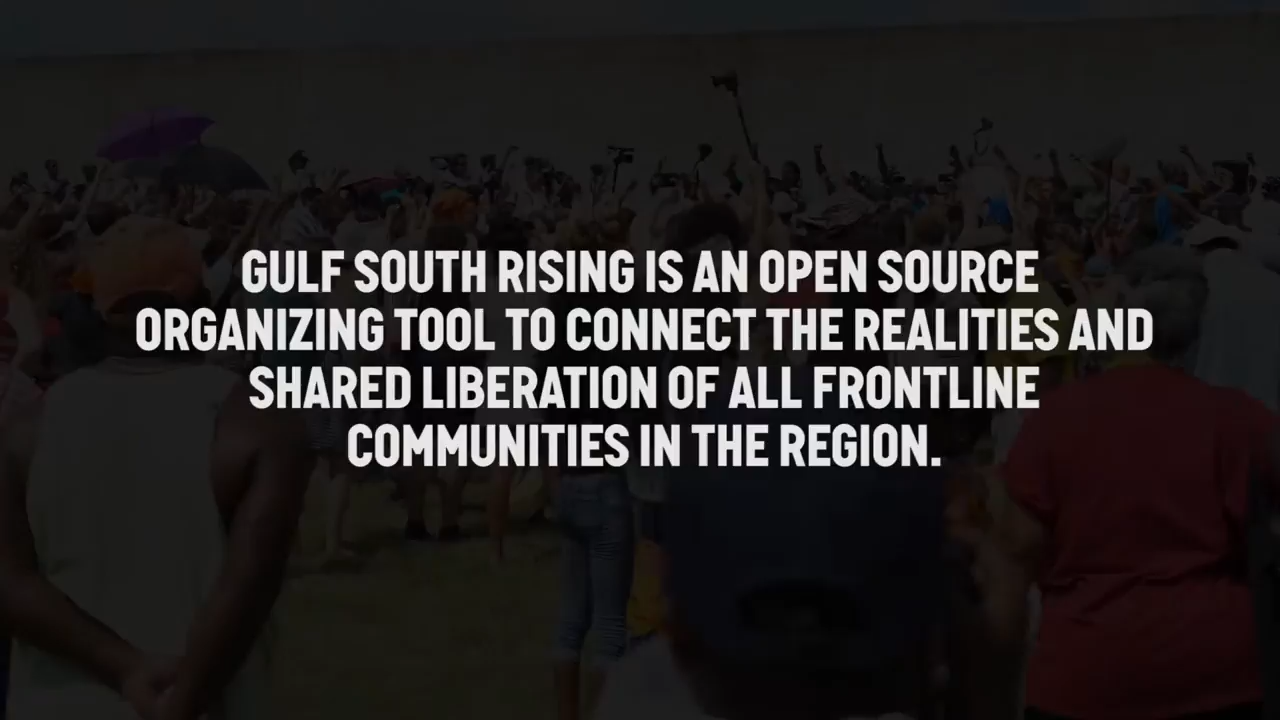 GULF SOUTH RISING IS AN OPEN SOURCE
ORGANIZING TOOL TO CONNECT THE REALITIES AND
SHARED LIBERATION OF ALL FRONTLINE
COMMUNITIES IN THE REGION.